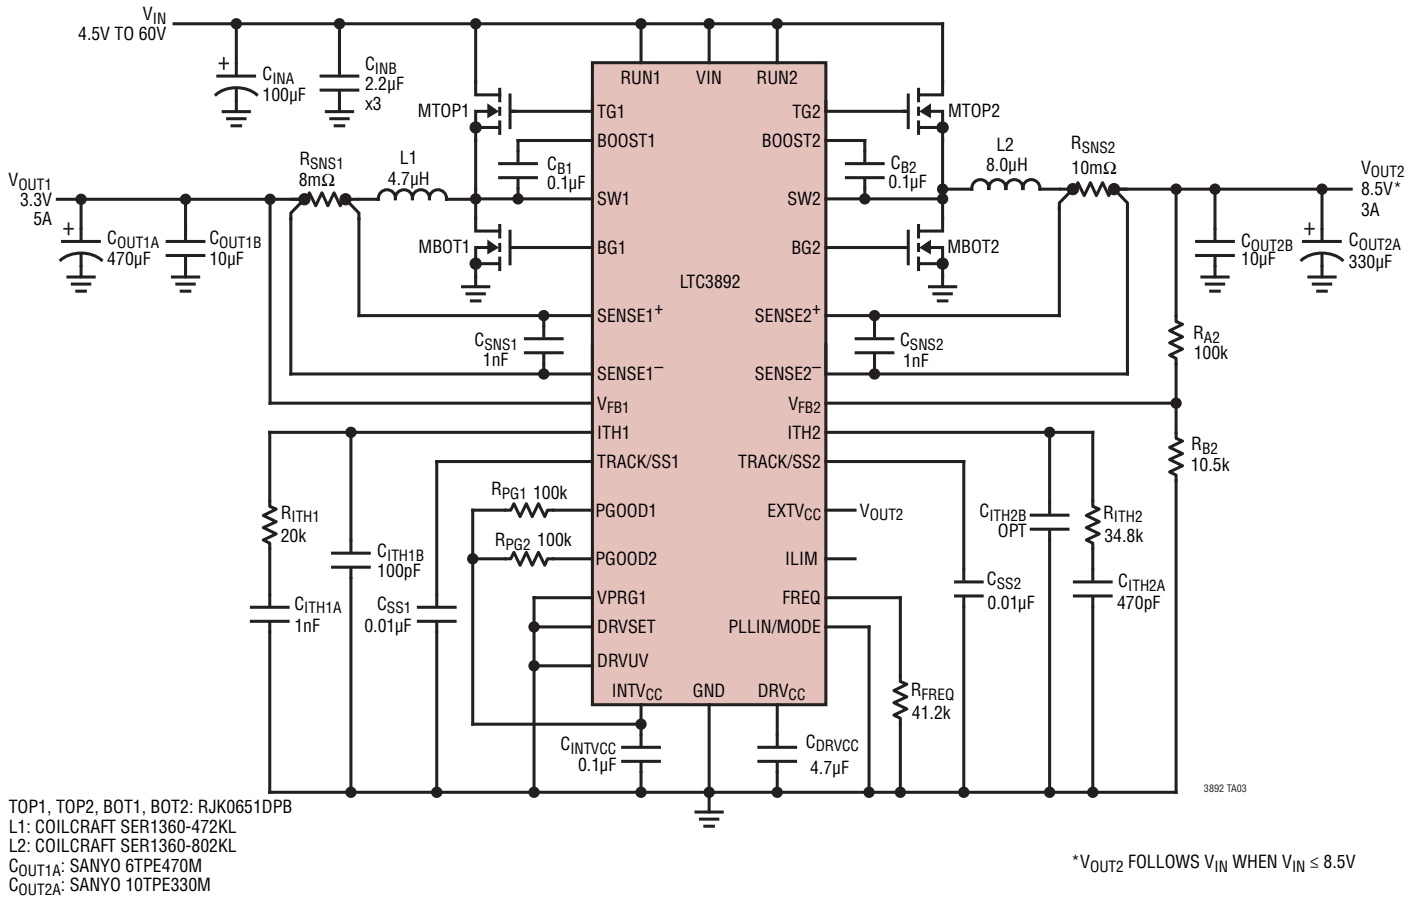 VIN
4.5V TO 60V
+
CINA
100µF
CINB
2.2µF
x3
MTOP1
RUN1
VIN
RUN2
TG1
TG2
MTOP2
BOOST1
BOOST2
CB1
0.1µF
CB2
0.1µF
SW1
SW2
BG1
BG2
MBOT1
MBOT2
VOUT1
3.3V
5A
RSNS1
8mΩ
L1
4.7µH
L2
8.0µH
RSNS2
10mΩ
VOUT2
8.5V*
3A
+
COUT1A
470µF
COUT1B
10µF
COUT2B
10µF
+
COUT2A
330µF
LTC3892
SENSE1+
SENSE2+
CSNS1
1nF
CSNS2
1nF
SENSE1–
SENSE2–
RA2
100k
VFB1
VFB2
ITH1
ITH2
RB2
10.5k
TRACK/SS1
TRACK/SS2
RPG1 100k
PGOOD1
EXTVCC
VOUT2
RITH1
20k
CITH1B
100pF
RPG2 100k
PGOOD2
ILIM
CITH2B
OPT
RITH2
34.8k
CITH1A
1nF
CSS1
0.01µF
VPRG1
FREQ
CSS2
0.01µF
CITH2A
470pF
DRVSET
PLLIN/MODE
DRVUV
INTVCC
GND
DRVCC
RFREQ
41.2k
CINTVCC
0.1µF
CDRVCC
4.7µF
3892 TA03
TOP1, TOP2, BOT1, BOT2: RJK0651DPB
L1: COILCRAFT SER1360-472KL
L2: COILCRAFT SER1360-802KL
COUT1A: SANYO 6TPE470M
COUT2A: SANYO 10TPE330M
*VOUT2 FOLLOWS VIN WHEN VIN ≤ 8.5V